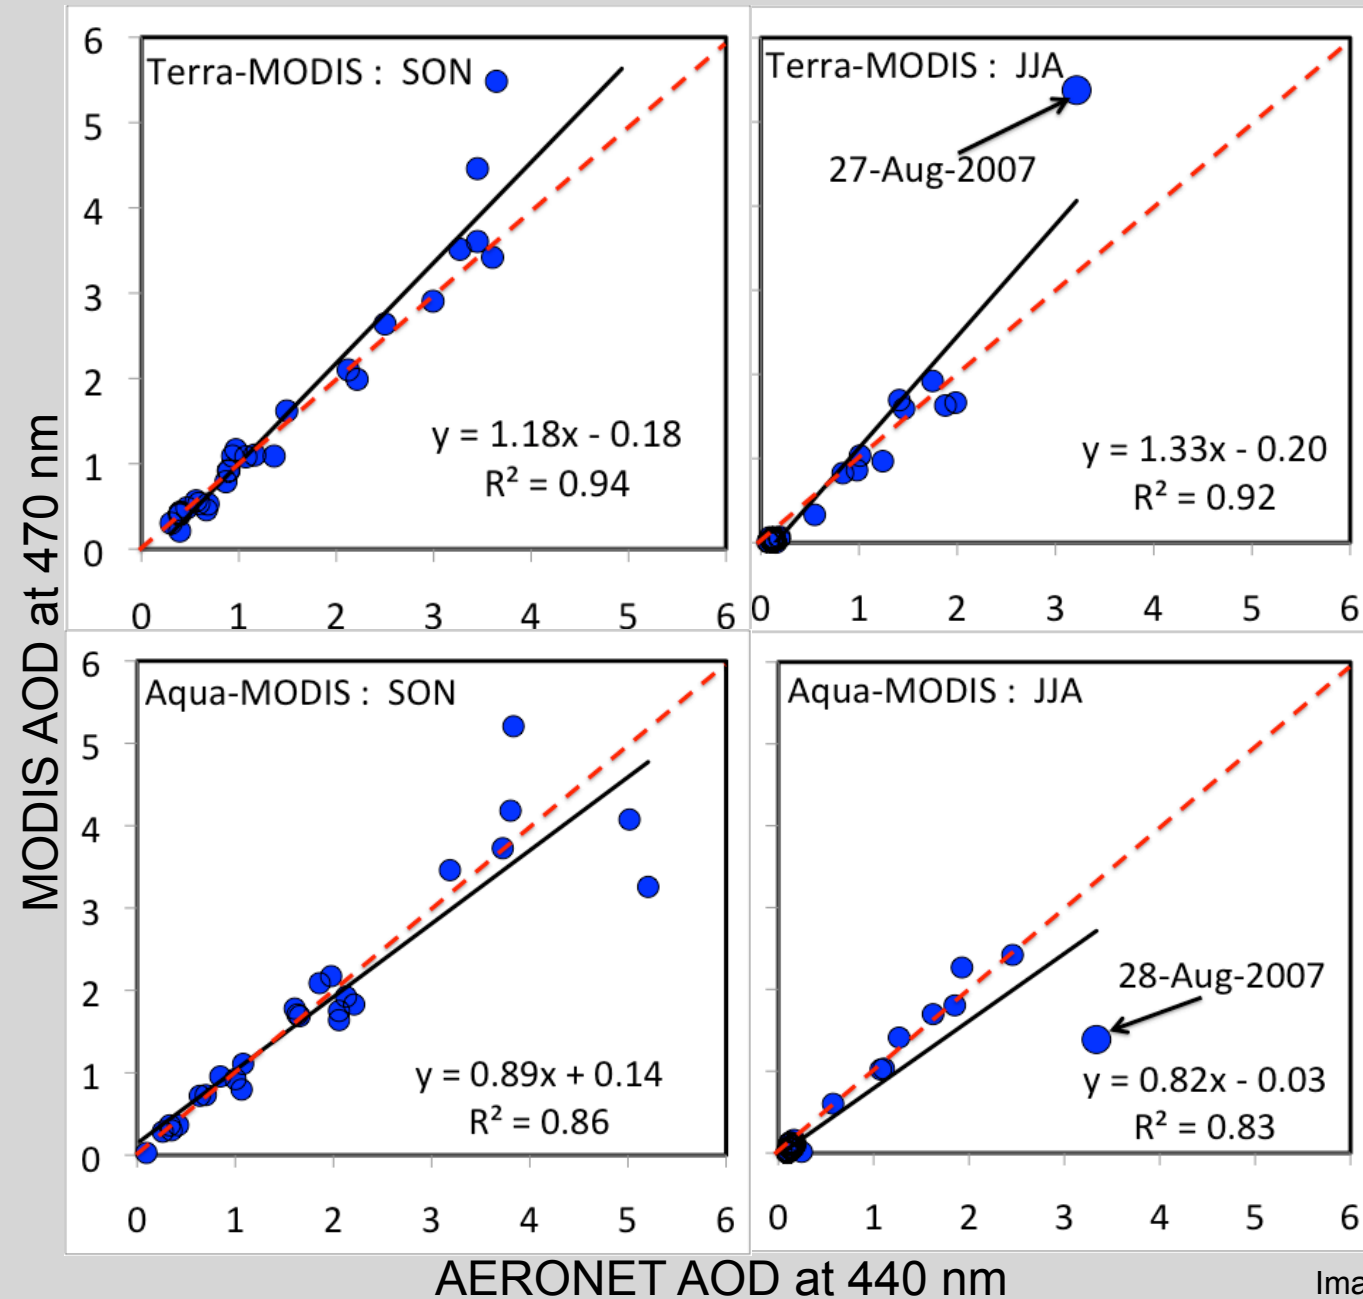 MODIS AOD at 470 nm
Terra-MODIS : SON
6
5
4
3
2
1
0
y = 1.18x - 0.18
R² = 0.94
0 1 2 3 4 5 6
Terra-MODIS : JJA
27-Aug-2007
y = 1.33x - 0.20
R² = 0.92
0 1 2 3 4 5 6
Aqua-MODIS : SON
6
5
4
3
2
1
0
y = 0.89x + 0.14
R² = 0.86
0 1 2 3 4 5 6
Aqua-MODIS : JJA
28-Aug-2007
y = 0.82x - 0.03
R² = 0.83
0 1 2 3 4 5 6
AERONET AOD at 440 nm
Ima